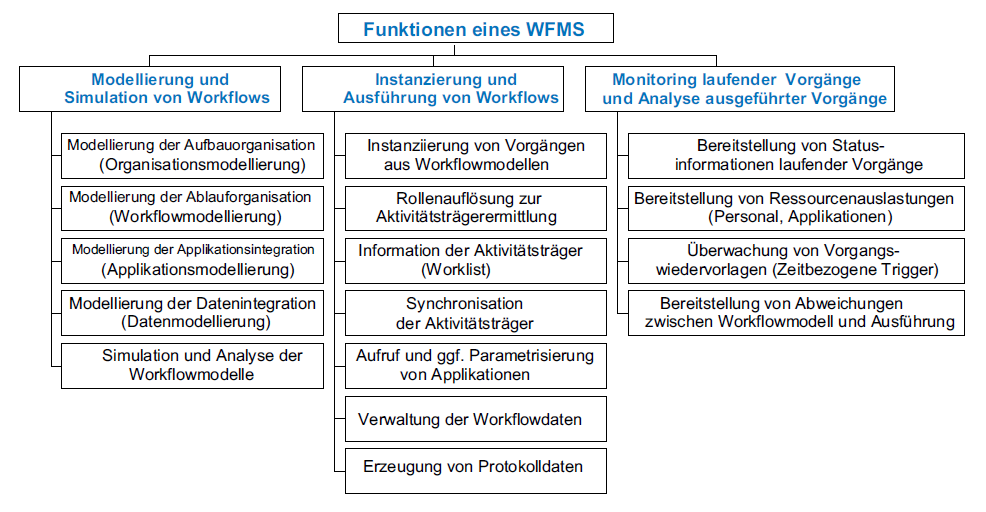 Funktionen eines WFMS
Modellierung und
Simulation von Workflows
Modellierung der Aufbauorganisation
(Organisationsmodellierung)
Modellierung der Ablauforganisation
(Workflowmodellierung)
Modellierung der Applikationsintegration
(Applikationsmodellierung)
Modellierung der Datenintegration
(Datenmodellierung)
Simulation und Analyse der
Workflowmodelle
Instanzierung und
Ausführung von Workflows
Instanziierung von Vorgängen
aus Workflowmodellen
Rollenauflösung zur
Aktivitätsträgerermittlung
Information der Aktivitätsträger
(Worklist)
Synchronisation
der Aktivitätsträger
Aufruf und ggf. Parametrisierung
von Applikationen
Verwaltung der Workflowdaten
Erzeugung von Protokolldaten
Monitoring laufender Vorgänge
und Analyse ausgeführter Vorgänge
Bereitstellung von Status-
informationen laufender Vorgänge
Bereitstellung von Ressourcenauslastungen
(Personal, Applikationen)
Überwachung von Vorgangs-
wiedervorlagen (Zeitbezogene Trigger)
Bereitstellung von Abweichungen
zwischen Workflowmodell und Ausführung